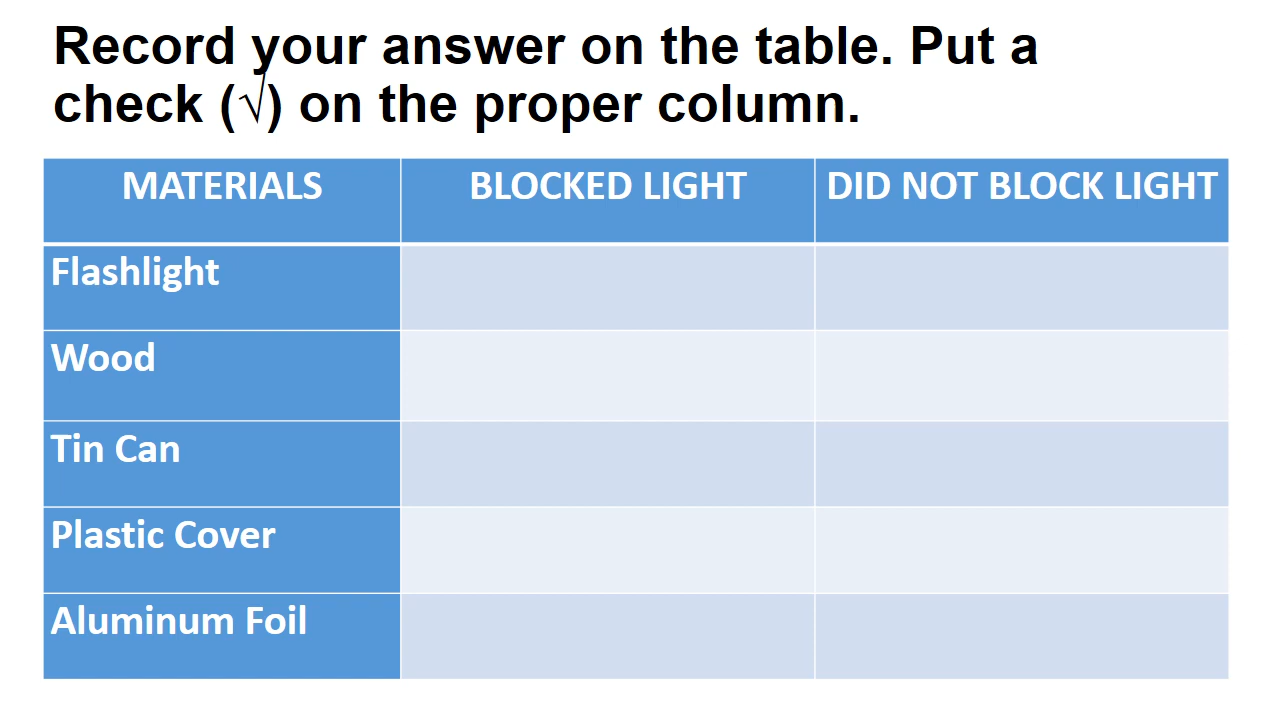 Record your answer on the table. Put a
check (√) on the proper column.
MATERIALS BLOCKED LIGHT DID NOT BLOCK LIGHT
Flashlight
Wood
Tin Can
Plastic Cover
Aluminum Foil